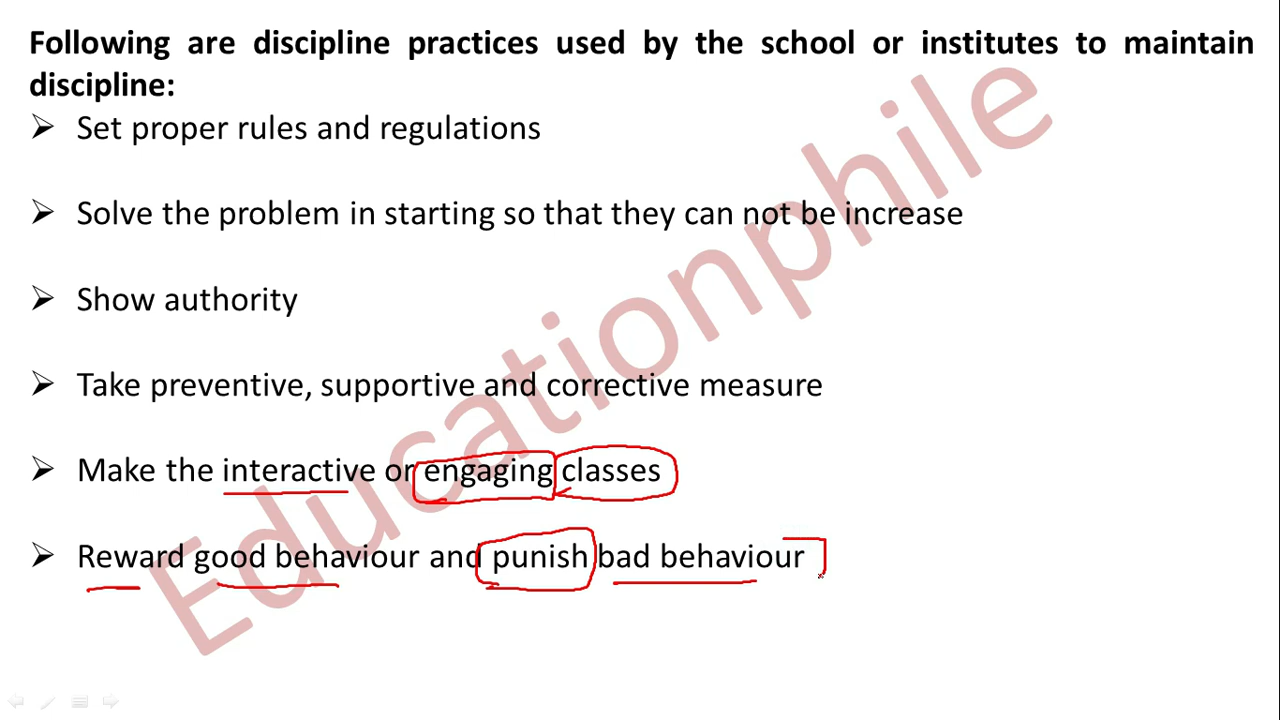 Following are discipline practices used by the school or institutes to maintain
discipline:
➢ Set proper rules and regulations
➢ Solve the problem in starting so that they can not be increase
➢ Show authority
➢ Take preventive, supportive and corrective measure
➢ Make the interactive or engaging classes
➢ Reward good behaviour and punish bad behaviour
Educationphile